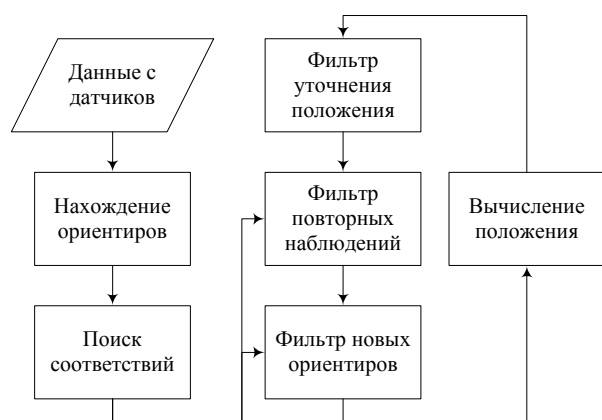 Данные с
датчиков
Нахождение
ориентиров
Поиск
соответствий
Фильтр
уточнения
положения
Фильтр
повторных
наблюдений
Фильтр новых
ориентиров
Вычисление
положения